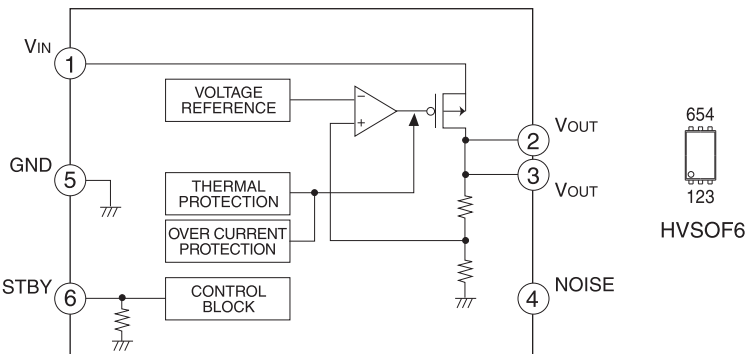 VIN
1
VOLTAGE
REFERENCE
−
+
VOUT
2
3
VOUT
GND
5
THERMAL
PROTECTION
OVER CURRENT
PROTECTION
STBY
6
CONTROL
BLOCK
4
NOISE
654
123
HVSOF6